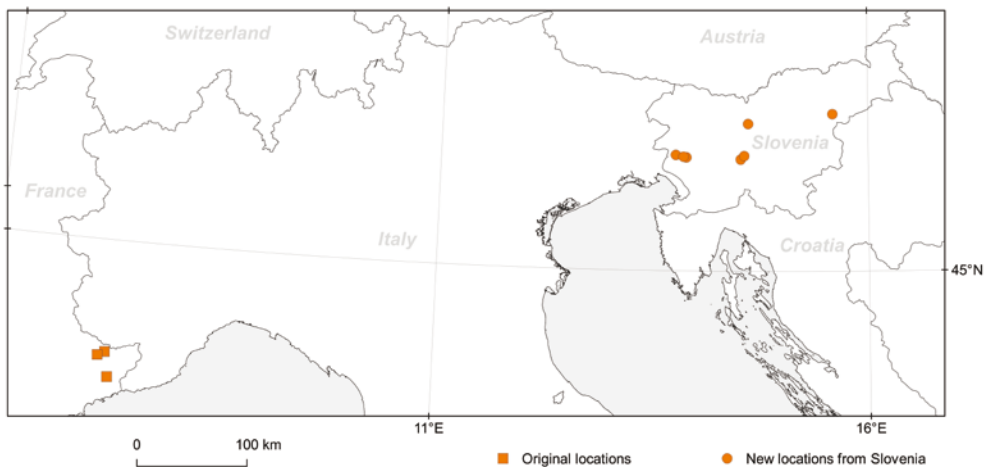 Switzerland
Austria
Slovenia
France
Italy
Croatia
45°N
0
100 km
11°E
16°E
Original locations
New locations from Slovenia